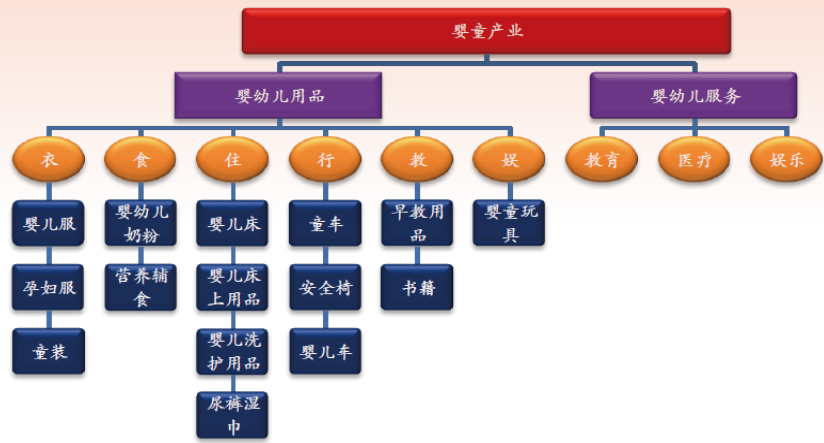 婴童产业
婴幼儿用品
婴幼儿服务
衣
食
住
行
教
娱
教育
医疗
娱乐
婴儿服
婴幼儿
奶粉
婴儿床
童车
早教用
品
婴童玩
具
孕妇服
营养辅
食
婴儿床
上用品
安全椅
书籍
童装
婴儿洗
护用品
婴儿车
尿裤湿
巾